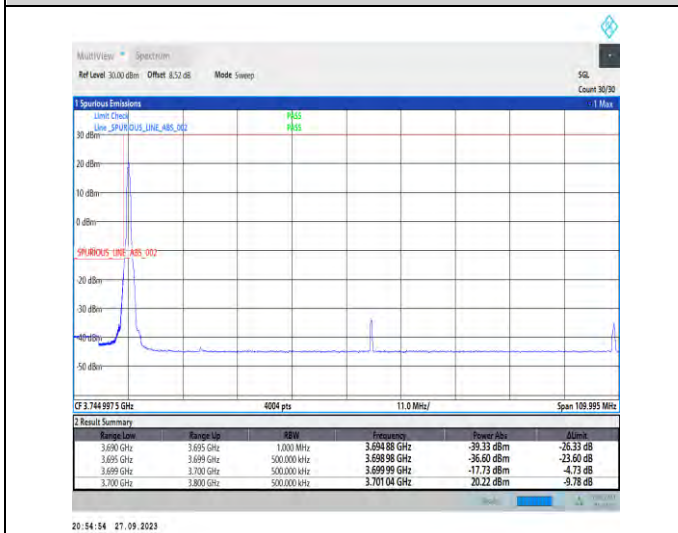 MultiView Spectrum
Ref Level 30.00 dBm Offset 8.52 dB Mode Sweep SGL
Count 30/30
1 Spurious Emissions 1 Max
Limit Check PASS
Line _SPURIOUS_LINE_ABS_002 PASS
30 dBm
20 dBm
10 dBm
0 dBm
SPURIOUS_LINE_ABS_002
-20 dBm
-30 dBm
-40 dBm
-50 dBm
CF 3.744 997 5 GHz 4004 pts 11.0 MHz/ Span 109.995 MHz
2 Result Summary
Range Low Range Up RBW Frequency Power Abs ΔLimit
3.690 GHz 3.695 GHz 1.000 MHz 3.694 88 GHz -39.33 dBm -26.33 dB
3.695 GHz 3.699 GHz 500.000 kHz 3.698 98 GHz -36.60 dBm -23.60 dB
3.699 GHz 3.700 GHz 500.000 kHz 3.699 99 GHz -17.73 dBm -4.73 dB
3.700 GHz 3.800 GHz 500.000 kHz 3.701 04 GHz 20.22 dBm -9.78 dB
20:54:54 27.09.2023